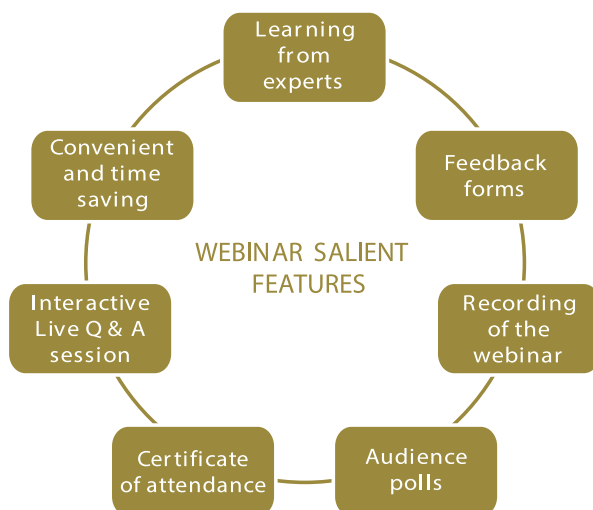 Learning
from
experts
Feedback
forms
Recording
of the
webinar
Audience
polls
Certificate
of attendance
Interactive
Live Q & A
session
Convenient
and time
saving
WEBINAR SALIENT
FEATURES